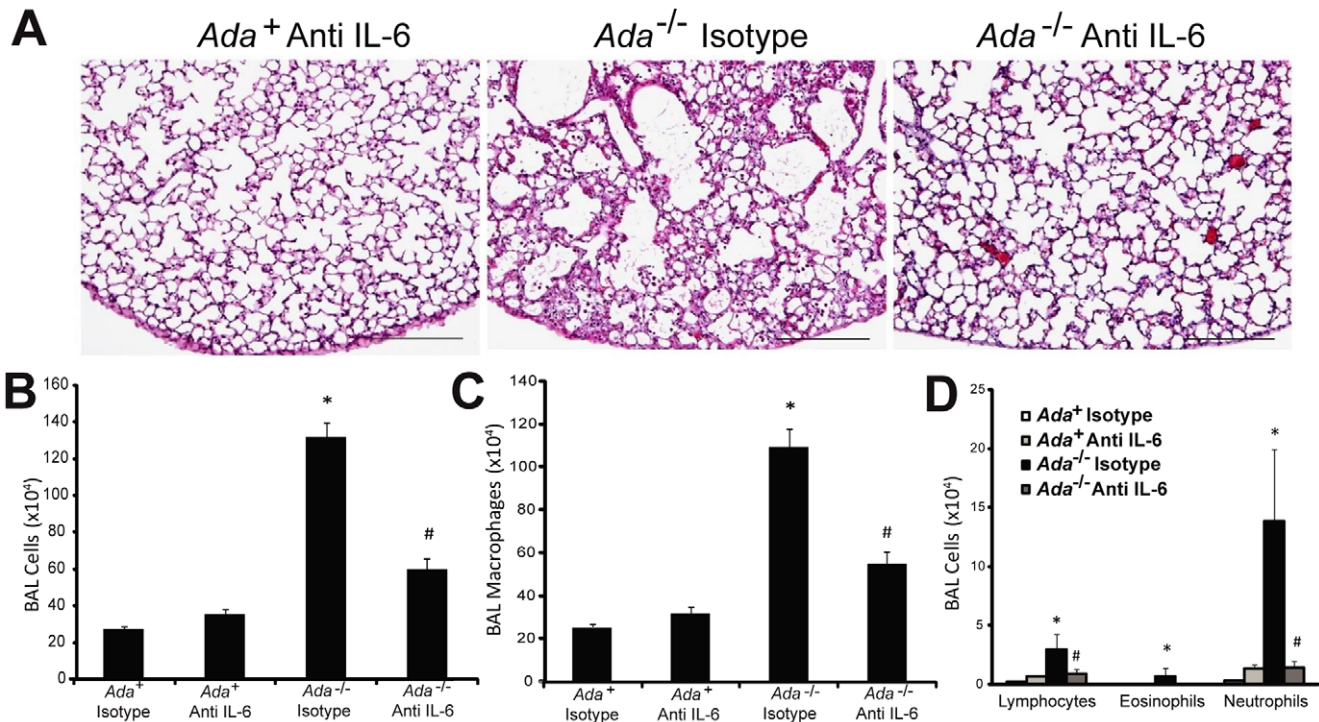 A
Ada+ Anti IL-6
Ada-/- Isotype
Ada-/- Anti IL-6
B
BAL Cells (x10⁴)
160
140
120
100
80
60
40
20
0
*
#
Ada+
Isotype
Ada+
Anti IL-6
Ada-/-
Isotype
Ada-/-
Anti IL-6
C
BAL Macrophages (x10⁴)
140
120
100
80
60
40
20
0
*
#
Ada+
Isotype
Ada+
Anti IL-6
Ada-/-
Isotype
Ada-/-
Anti IL-6
D
BAL Cells (x10⁴)
25
20
15
10
5
0
Ada+ Isotype
Ada+ Anti IL-6
Ada-/- Isotype
Ada-/- Anti IL-6
*
#
*
*
#
Lymphocytes
Eosinophils
Neutrophils